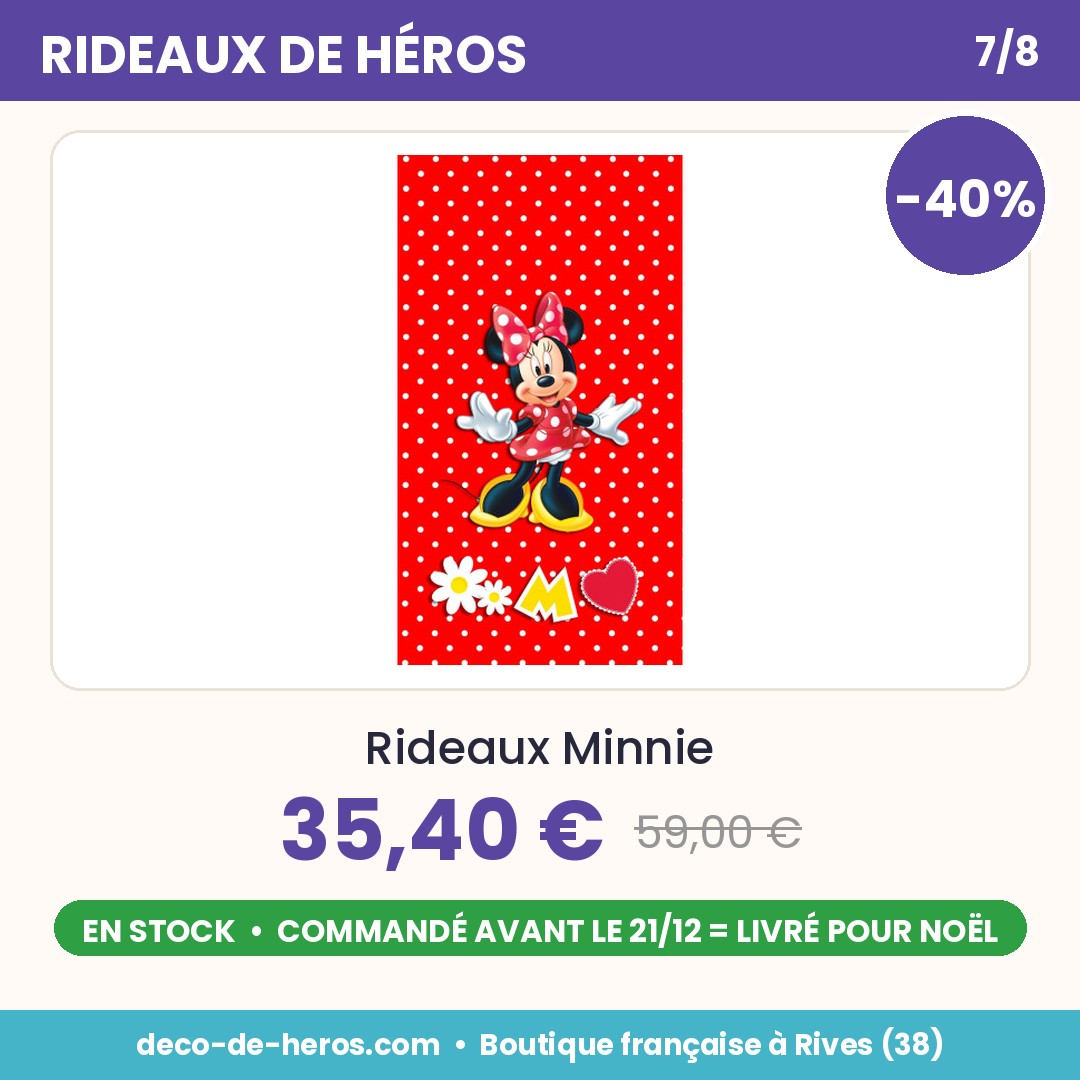 RIDEAUX DE HÉROS
7/8
-40%
M
Rideaux Minnie
35,40 € 59,00 €
EN STOCK • COMMANDÉ AVANT LE 21/12 = LIVRÉ POUR NOËL
deco-de-heros.com • Boutique française à Rives (38)